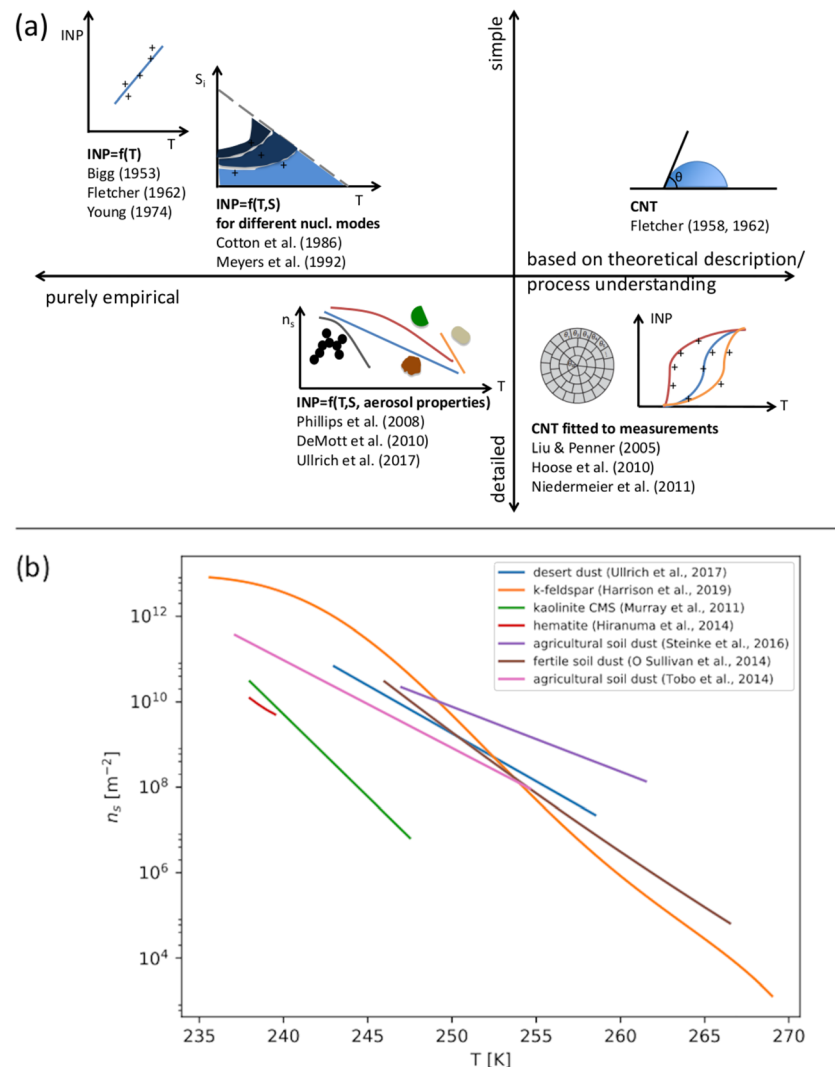 (a)
INP
T
INP=f(T)
Bigg (1953)
Fletcher (1962)
Young (1974)
Si
T
INP=f(T,S)
for different nucl. modes
Cotton et al. (1986)
Meyers et al. (1992)
simple
θ
CNT
Fletcher (1958, 1962)
purely empirical
based on theoretical description/
process understanding
detailed
ns
T
INP=f(T,S, aerosol properties)
Phillips et al. (2008)
DeMott et al. (2010)
Ullrich et al. (2017)
INP
T
CNT fitted to measurements
Liu & Penner (2005)
Hoose et al. (2010)
Niedermeier et al. (2011)
(b)
desert dust (Ullrich et al., 2017)
k-feldspar (Harrison et al., 2019)
kaolinite CMS (Murray et al., 2011)
hematite (Hiranuma et al., 2014)
agricultural soil dust (Steinke et al., 2016)
fertile soil dust (O Sullivan et al., 2014)
agricultural soil dust (Tobo et al., 2014)
10^12
10^10
10^8
10^6
10^4
ns [m^−2]
235 240 245 250 255 260 265 270
T [K]